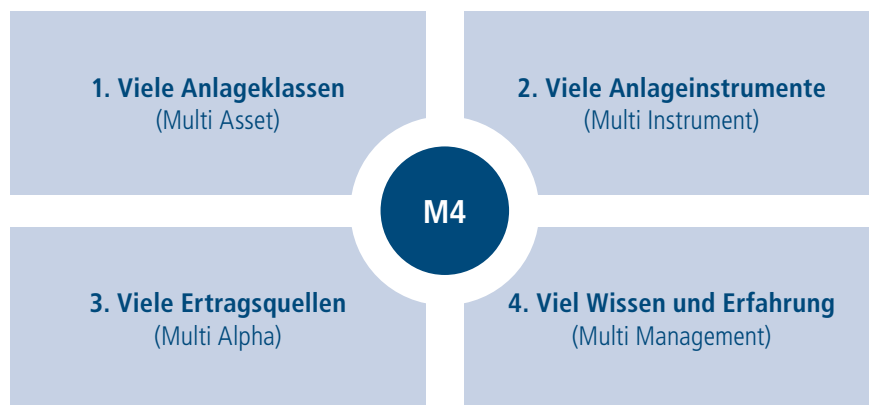 1. Viele Anlageklassen
(Multi Asset)
2. Viele Anlageinstrumente
(Multi Instrument)
M4
3. Viele Ertragsquellen
(Multi Alpha)
4. Viel Wissen und Erfahrung
(Multi Management)